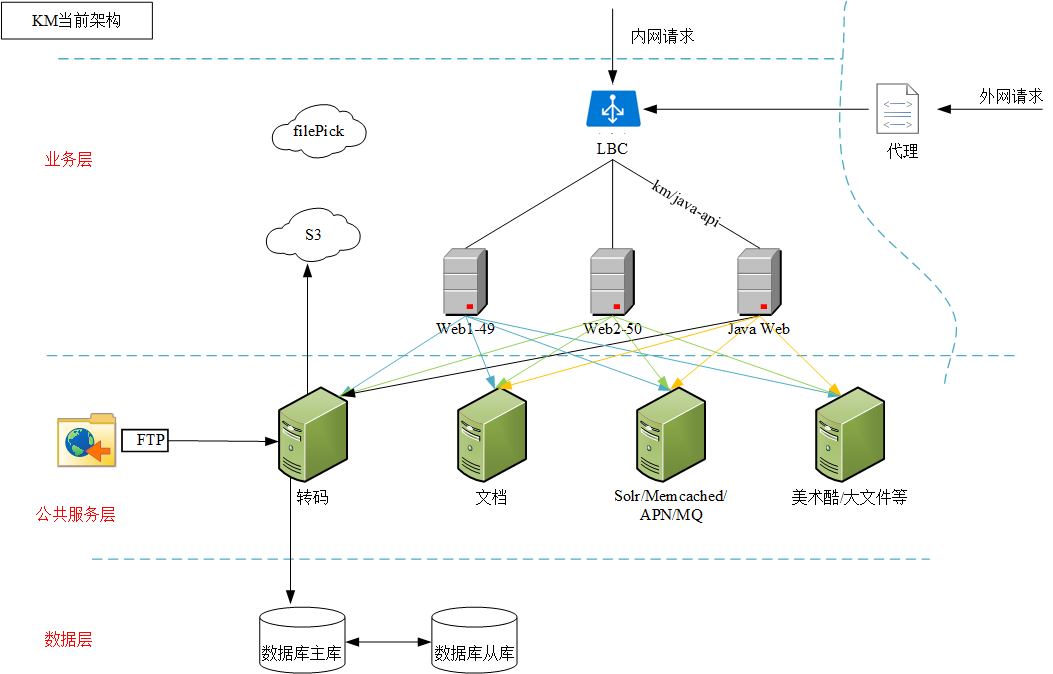 KM当前架构
内网请求
外网请求
filePick
业务层
LBC
代理
km/java-api
S3
Web1-49
Web2-50
Java Web
FTP
转码
文档
Solr/Memcached/
APN/MQ
美术酷/大文件等
公共服务层
数据层
数据库主库
数据库从库